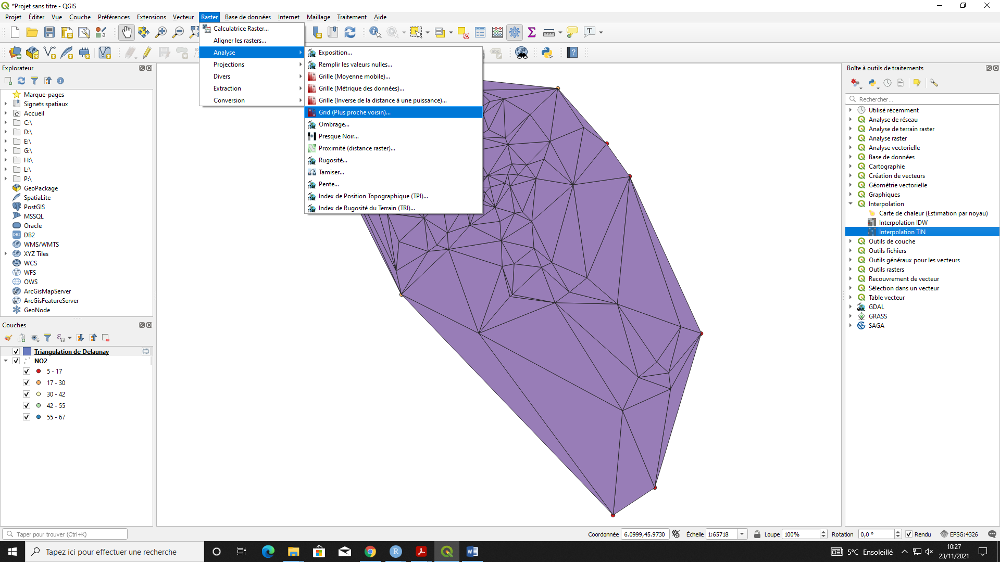 *Projet sans titre - QGIS
Projet Éditer Vue Couche Préférences Extensions Vecteur Raster Base de données Internet Maillage Traitement Aide
Calculatrice Raster...
Aligner les rasters...
Analyse
Projections
Divers
Extraction
Conversion
Exposition...
Remplir les valeurs nulles...
Grille (Moyenne mobile)...
Grille (Métrique des données)...
Grille (Inverse de la distance à une puissance)...
Grid (Plus proche voisin)...
Ombrage...
Presque Noir...
Proximité (distance raster)...
Rugosité...
Tamiser...
Pente...
Index de Position Topographique (TPI)...
Index de Rugosité du Terrain (TRI)...
Explorateur
Marque-pages
Signets spatiaux
Accueil
C:\
D:\
E:\
G:\
H:\
L:\
P:\
GeoPackage
SpatiaLite
PostGIS
MSSQL
Oracle
DB2
WMS/WMTS
XYZ Tiles
WCS
WFS
OWS
ArcGisMapServer
ArcGisFeatureServer
GeoNode
Couches
Triangulation de Delaunay
NO2
5 - 17
17 - 30
30 - 42
42 - 55
55 - 67
Boîte à outils de traitements
Rechercher...
Utilisé récemment
Analyse de réseau
Analyse de terrain raster
Analyse raster
Analyse vectorielle
Base de données
Cartographie
Création de vecteurs
Géométrie vectorielle
Graphiques
Interpolation
Carte de chaleur (Estimation par noyau)
Interpolation IDW
Interpolation TIN
Outils de couche
Outils fichiers
Outils généraux pour les vecteurs
Outils rasters
Recouvrement de vecteur
Sélection dans un vecteur
Table vecteur
GDAL
GRASS
SAGA
Taper pour trouver (Ctrl+K)
Coordonnée 6.0999,45.9730 Échelle 1:65718 Loupe 100% Rotation 0,0 ° Rendu EPSG:4326
Tapez ici pour effectuer une recherche
5°C Ensoleillé
10:27
23/11/2021